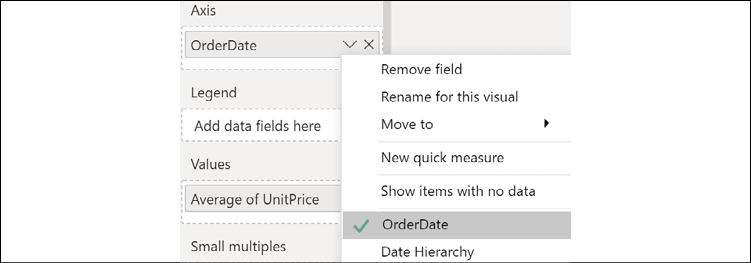 Axis
OrderDate
Remove field
Legend
Rename for this visual
Add data fields here
Move to
Values
New quick measure
Average of UnitPrice
Show items with no data
Small multiples
OrderDate
Date Hierarchy